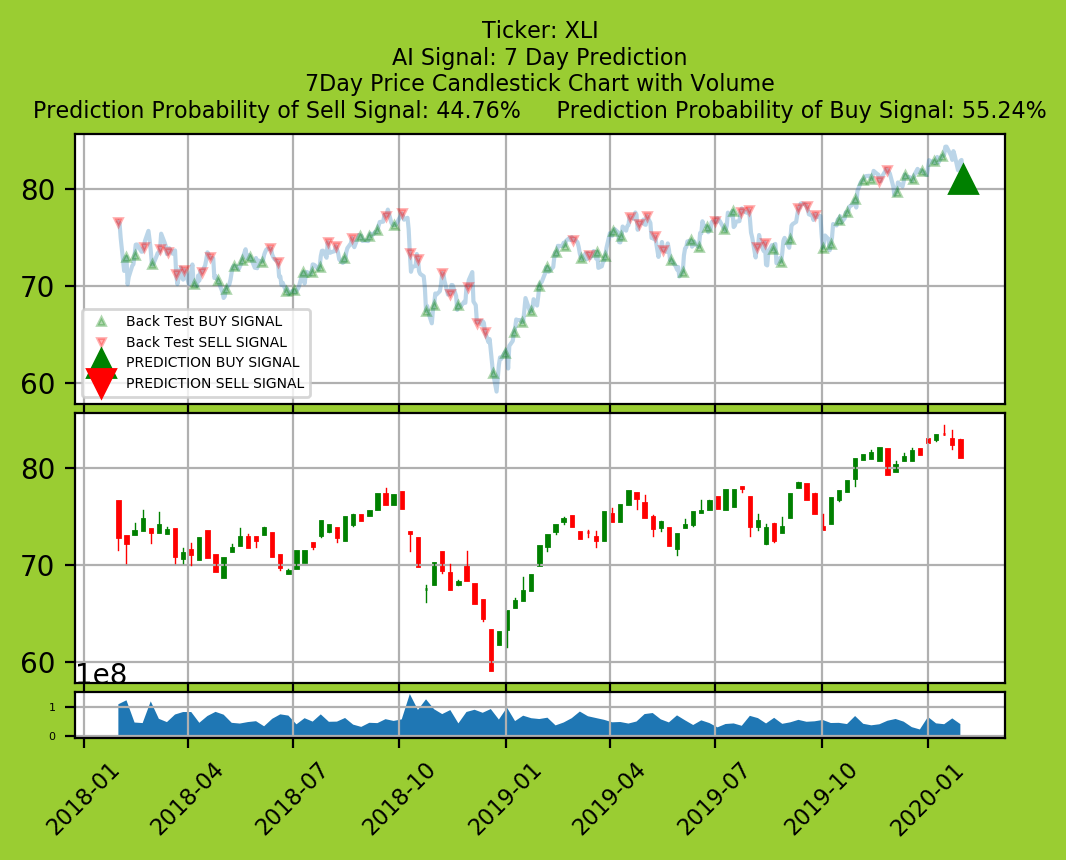 Ticker: XLI
AI Signal: 7 Day Prediction
7Day Price Candlestick Chart with Volume
Prediction Probability of Sell Signal: 44.76%     Prediction Probability of Buy Signal: 55.24%
80
70
60
Back Test BUY SIGNAL
Back Test SELL SIGNAL
PREDICTION BUY SIGNAL
PREDICTION SELL SIGNAL
80
70
60
1e8
1
0
2018-01
2018-04
2018-07
2018-10
2019-01
2019-04
2019-07
2019-10
2020-01